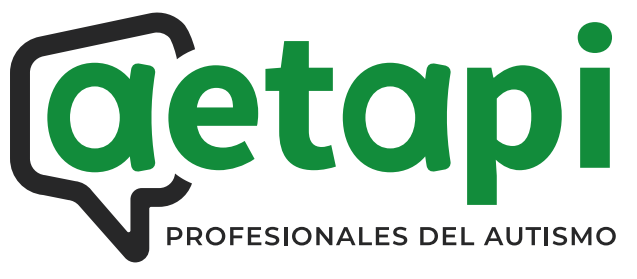 aetapi
PROFESIONALES DEL AUTISMO